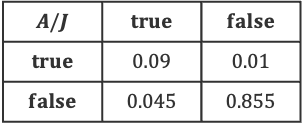 A/J true false
true 0.09 0.01
false 0.045 0.855